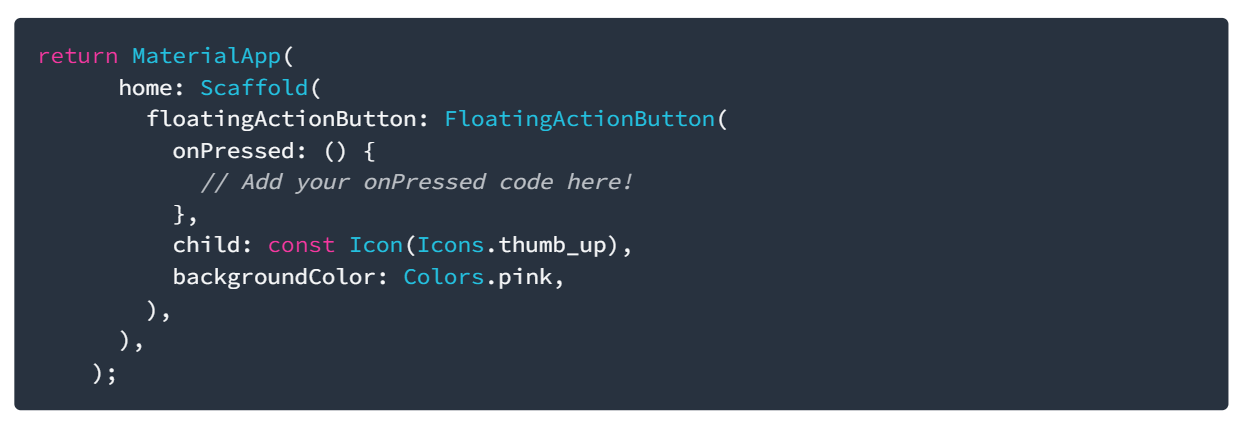 return MaterialApp(
      home: Scaffold(
        floatingActionButton: FloatingActionButton(
          onPressed: () {
            // Add your onPressed code here!
          },
          child: const Icon(Icons.thumb_up),
          backgroundColor: Colors.pink,
        ),
      ),
    );